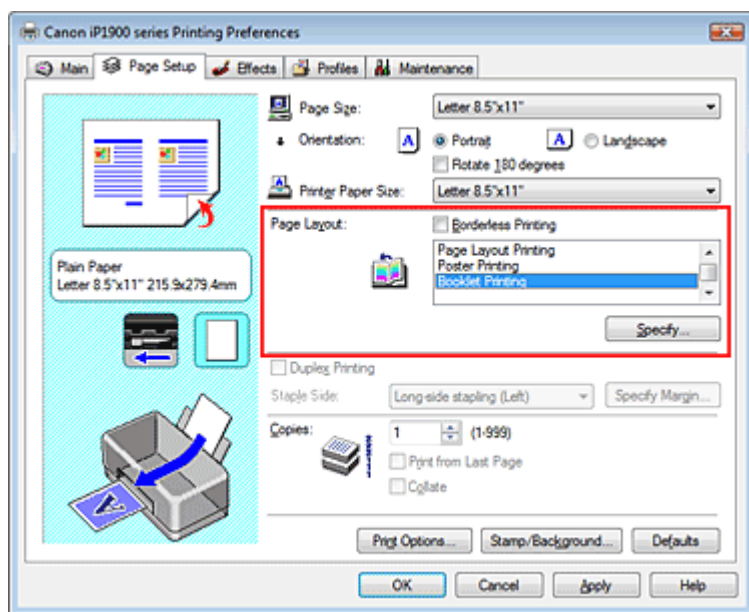 Canon iP1900 series Printing Preferences
Main Page Setup Effects Profiles Maintenance
Page Size: Letter 8.5"x11"
Orientation: A Portrait A Landscape
Rotate 180 degrees
Printer Paper Size: Letter 8.5"x11"
Page Layout: Borderless Printing
Page Layout Printing
Poster Printing
Booklet Printing
Plain Paper
Letter 8.5"x11" 215.9x279.4mm
Specify...
Duplex Printing
Staple Side: Long-side stapling (Left) Specify Margin...
Copies: 1 (1-999)
Print from Last Page
Collate
A
Print Options... Stamp/Background... Defaults
OK Cancel Apply Help